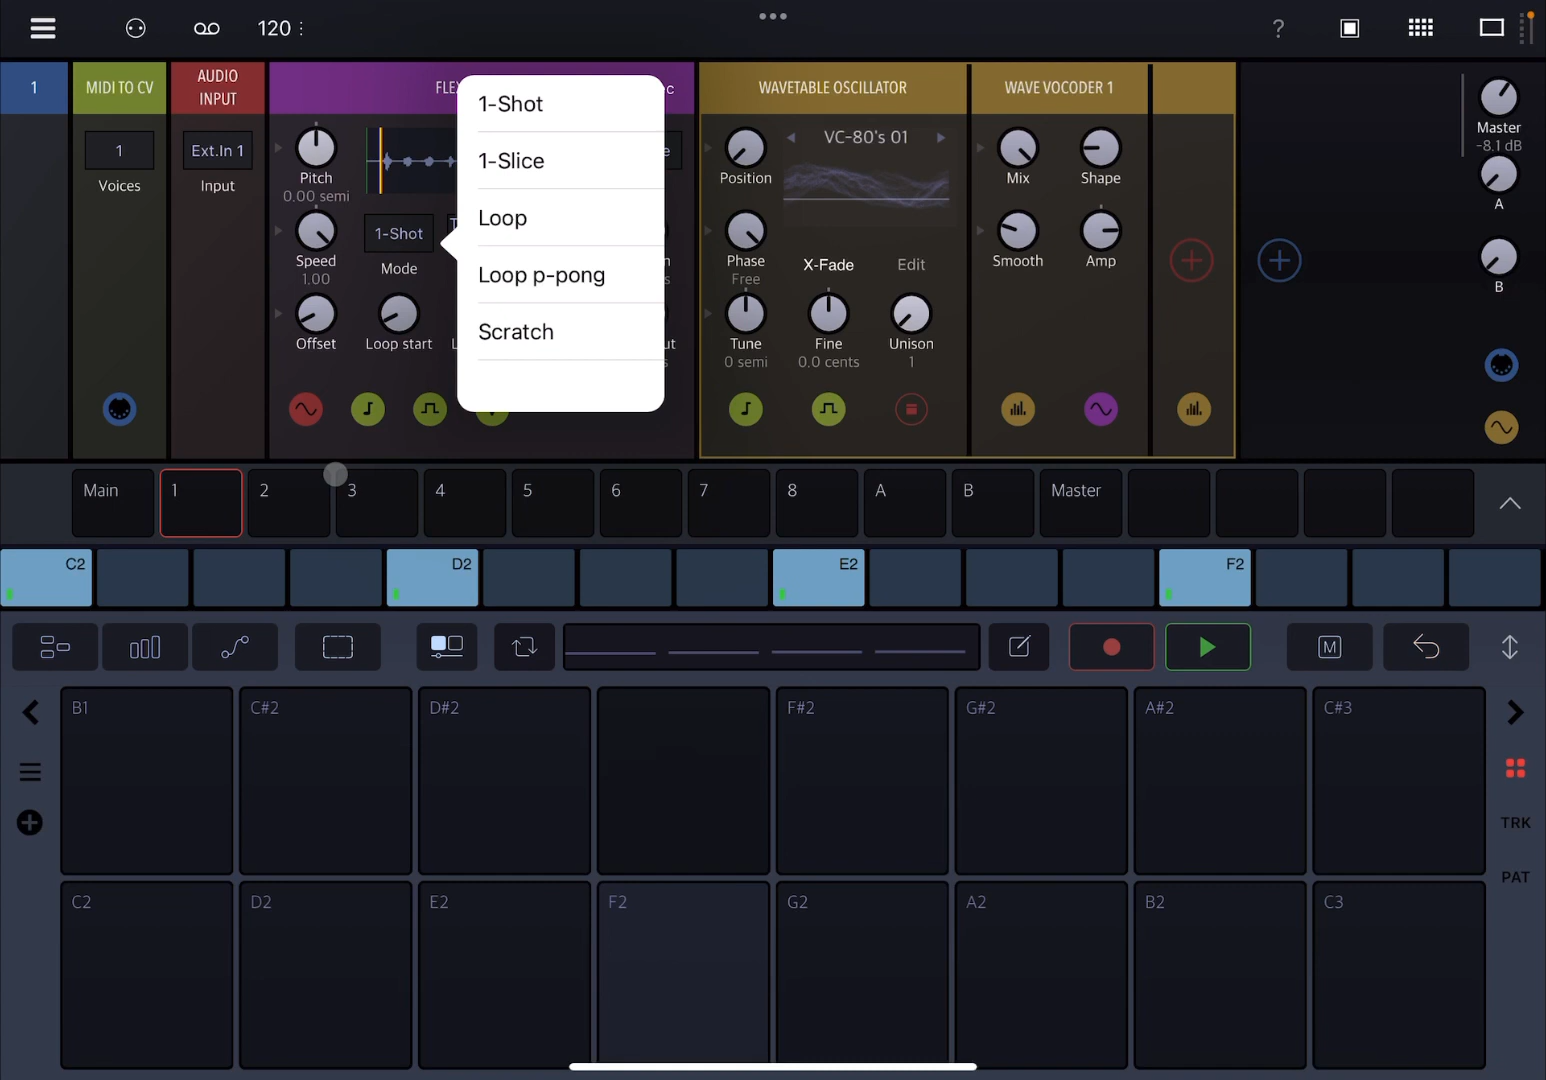 120
?
1
MIDI TO CV
AUDIO
INPUT
FLE
c
WAVETABLE OSCILLATOR
WAVE VOCODER 1
1-Shot
1-Slice
Loop
Loop p-pong
Scratch
1
Voices
Ext.In 1
Input
Pitch
0.00 semi
Speed
1.00
Offset
1-Shot
Mode
Loop start
Position
VC-80's 01
Phase
Free
X-Fade
Edit
Tune
0 semi
Fine
0.0 cents
Unison
1
Mix
Shape
Smooth
Amp
Master
-8.1 dB
A
B
Main
1
2
3
4
5
6
7
8
A
B
Master
C2
D2
E2
F2
M
B1
C#2
D#2
F#2
G#2
A#2
C#3
TRK
PAT
C2
D2
E2
F2
G2
A2
B2
C3